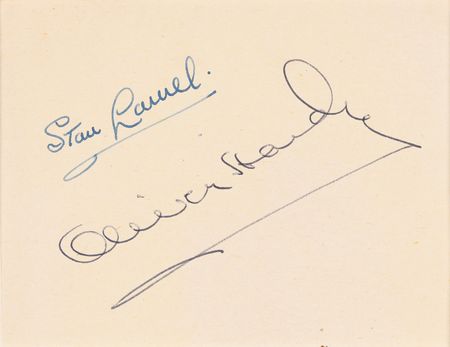 Stan Laurel.
Oliver Hardy